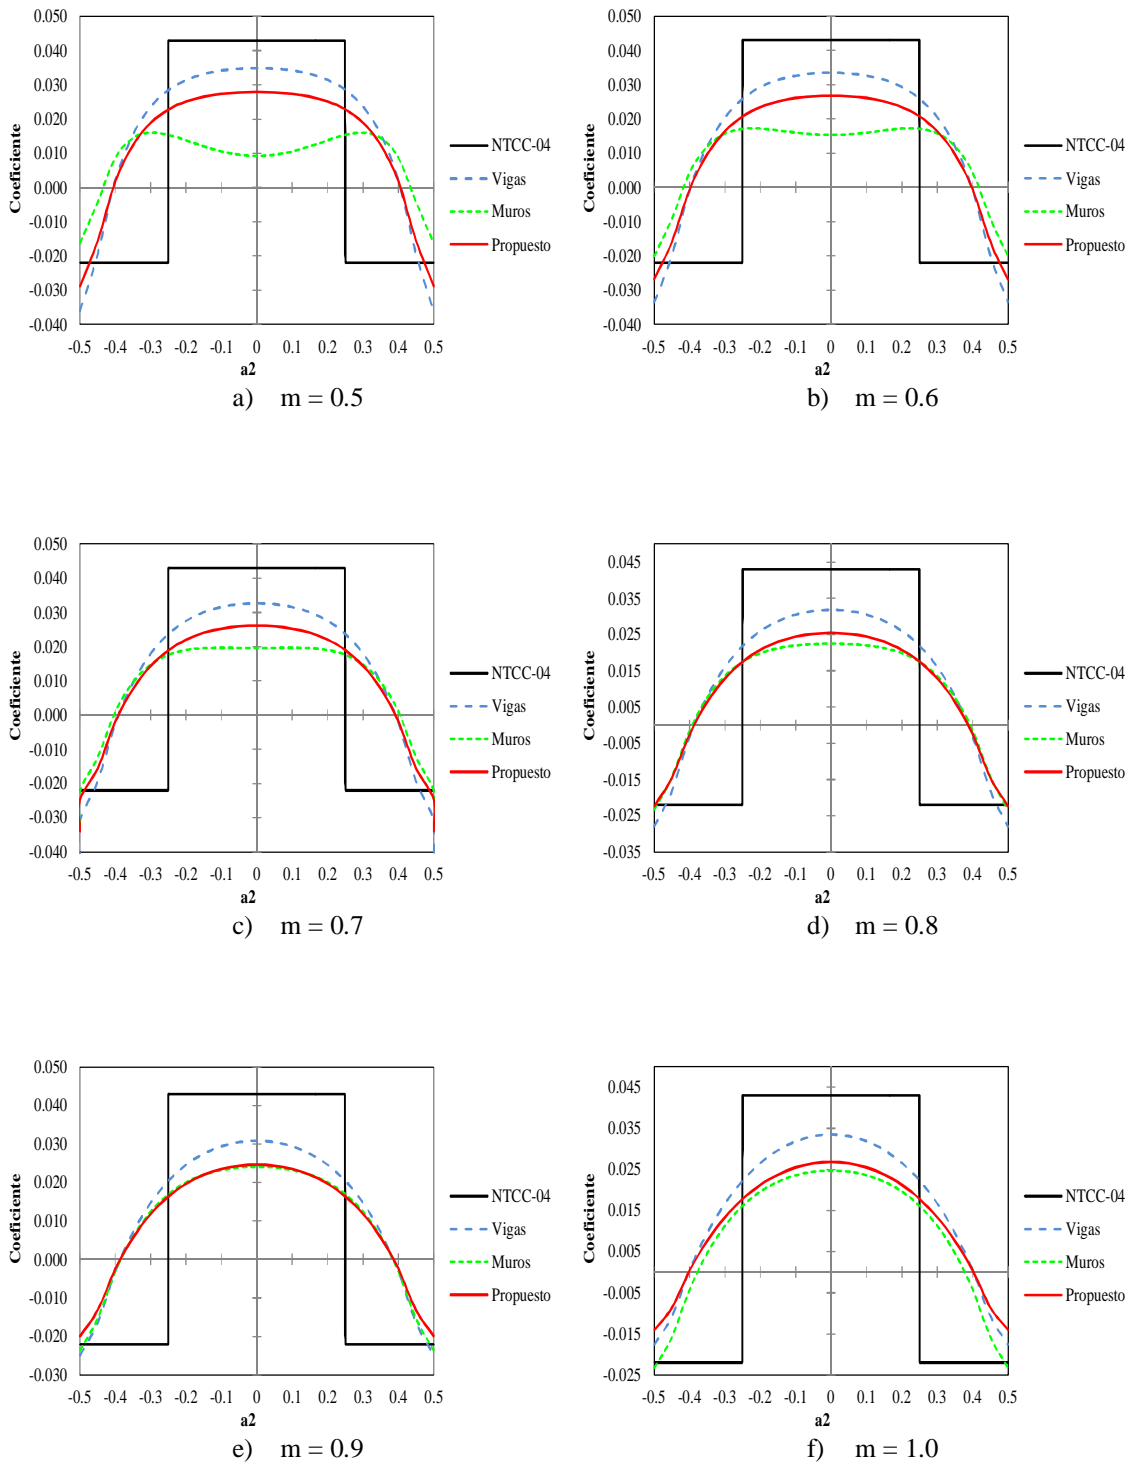 0.050
0.040
0.030
0.020
0.010
0.000
-0.010
-0.020
-0.030
-0.040
Coeficiente
-0.5 -0.4 -0.3 -0.2 -0.1 0 0.1 0.2 0.3 0.4 0.5
a2
NTCC-04
Vigas
Muros
Propuesto
a) m = 0.5
0.050
0.040
0.030
0.020
0.010
0.000
-0.010
-0.020
-0.030
-0.040
Coeficiente
-0.5 -0.4 -0.3 -0.2 -0.1 0 0.1 0.2 0.3 0.4 0.5
a2
NTCC-04
Vigas
Muros
Propuesto
b) m = 0.6
0.050
0.040
0.030
0.020
0.010
0.000
-0.010
-0.020
-0.030
-0.040
Coeficiente
-0.5 -0.4 -0.3 -0.2 -0.1 0 0.1 0.2 0.3 0.4 0.5
a2
NTCC-04
Vigas
Muros
Propuesto
c) m = 0.7
0.045
0.035
0.025
0.015
0.005
-0.005
-0.015
-0.025
-0.035
Coeficiente
-0.5 -0.4 -0.3 -0.2 -0.1 0 0.1 0.2 0.3 0.4 0.5
a2
NTCC-04
Vigas
Muros
Propuesto
d) m = 0.8
0.050
0.040
0.030
0.020
0.010
0.000
-0.010
-0.020
-0.030
Coeficiente
-0.5 -0.4 -0.3 -0.2 -0.1 0 0.1 0.2 0.3 0.4 0.5
a2
NTCC-04
Vigas
Muros
Propuesto
e) m = 0.9
0.045
0.035
0.025
0.015
0.005
-0.005
-0.015
-0.025
Coeficiente
-0.5 -0.4 -0.3 -0.2 -0.1 0 0.1 0.2 0.3 0.4 0.5
a2
NTCC-04
Vigas
Muros
Propuesto
f) m = 1.0